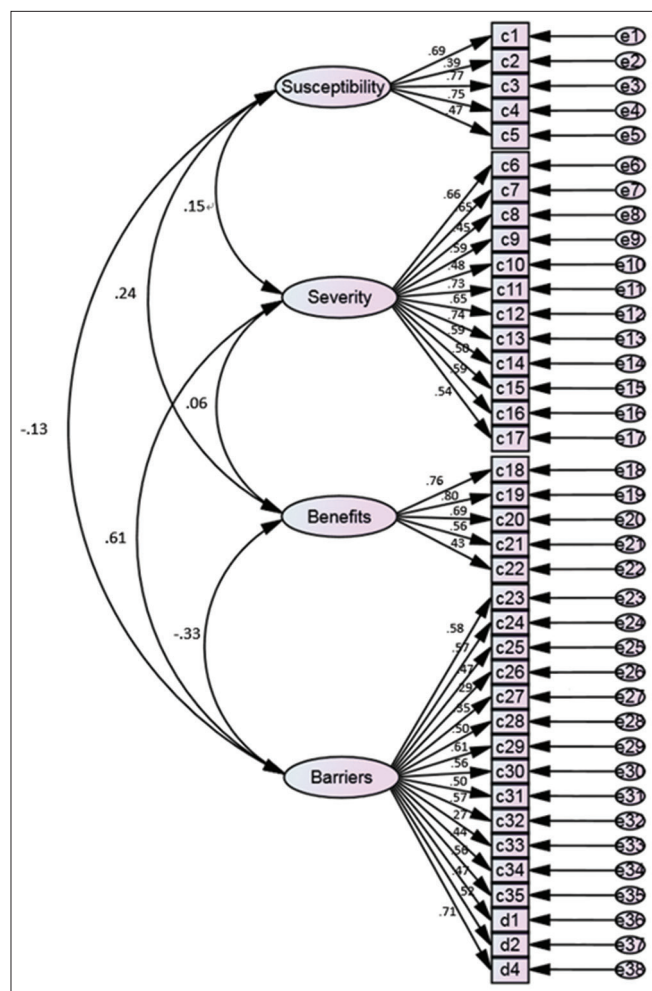 c1 e1
.69
c2 e2
.39
Susceptibility
c3 e3
.77
c4 e4
.75
c5 e5
.47
c6 e6
.66
c7 e7
.65
c8 e8
.45
.15
c9 e9
.59
c10 e10
.48
c11 e11
.73
.24
Severity
c12 e12
.65
c13 e13
.74
c14 e14
.59
c15 e15
.50
c16 e16
.59
c17 e17
.54
.06
-.13
c18 e18
.76
c19 e19
.80
Benefits
c20 e20
.69
c21 e21
.56
c22 e22
.43
.61
c23 e23
.58
c24 e24
.57
-.33
c25 e25
.47
c26 e26
.29
c27 e27
.35
c28 e28
.50
c29 e29
.61
Barriers
c30 e30
.56
c31 e31
.50
c32 e32
.57
c33 e33
.27
c34 e34
.44
c35 e35
d1 e36
.47
d2 e37
.52
d4 e38
.71